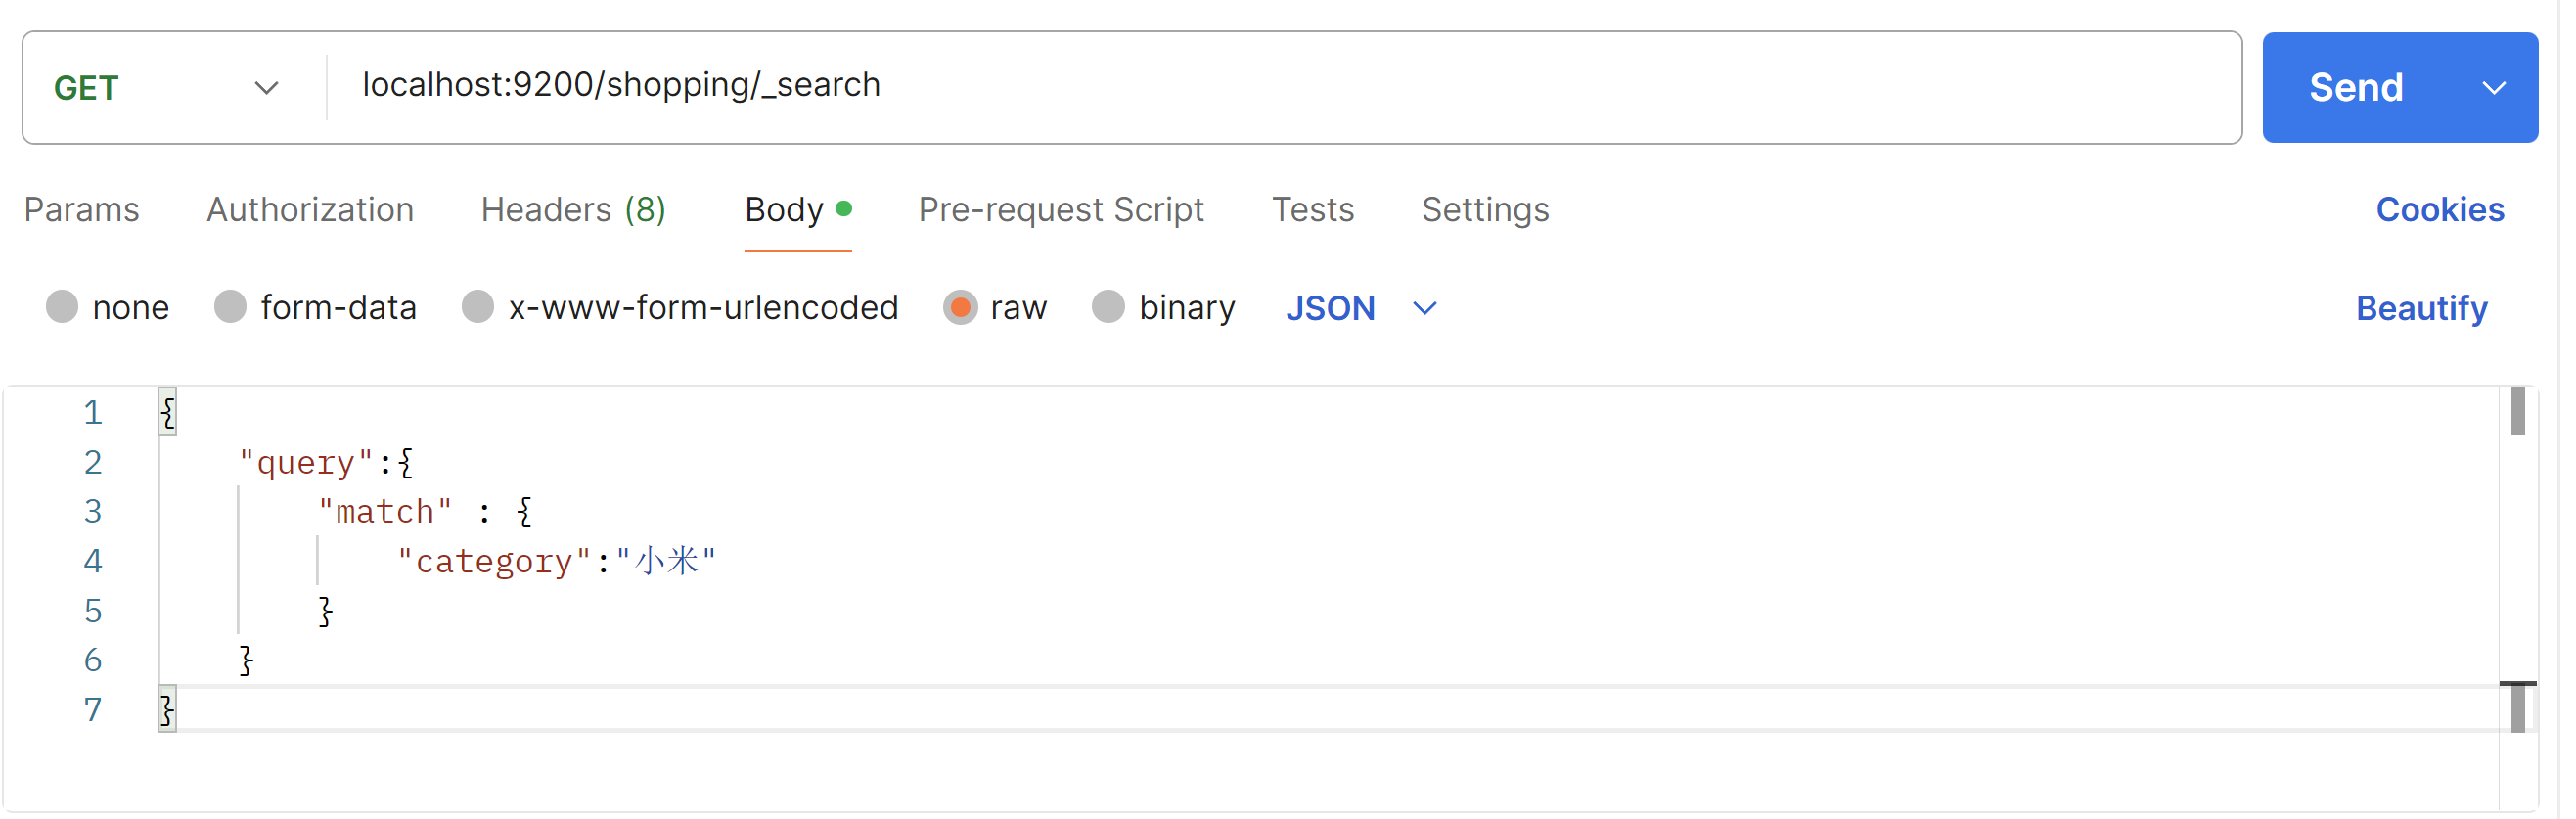 GET localhost:9200/shopping/_search Send
Params Authorization Headers (8) Body Pre-request Script Tests Settings Cookies
none form-data x-www-form-urlencoded raw binary JSON Beautify
1 {
2 "query":{
3 "match" : {
4 "category":"小米"
5 }
6 }
7 }